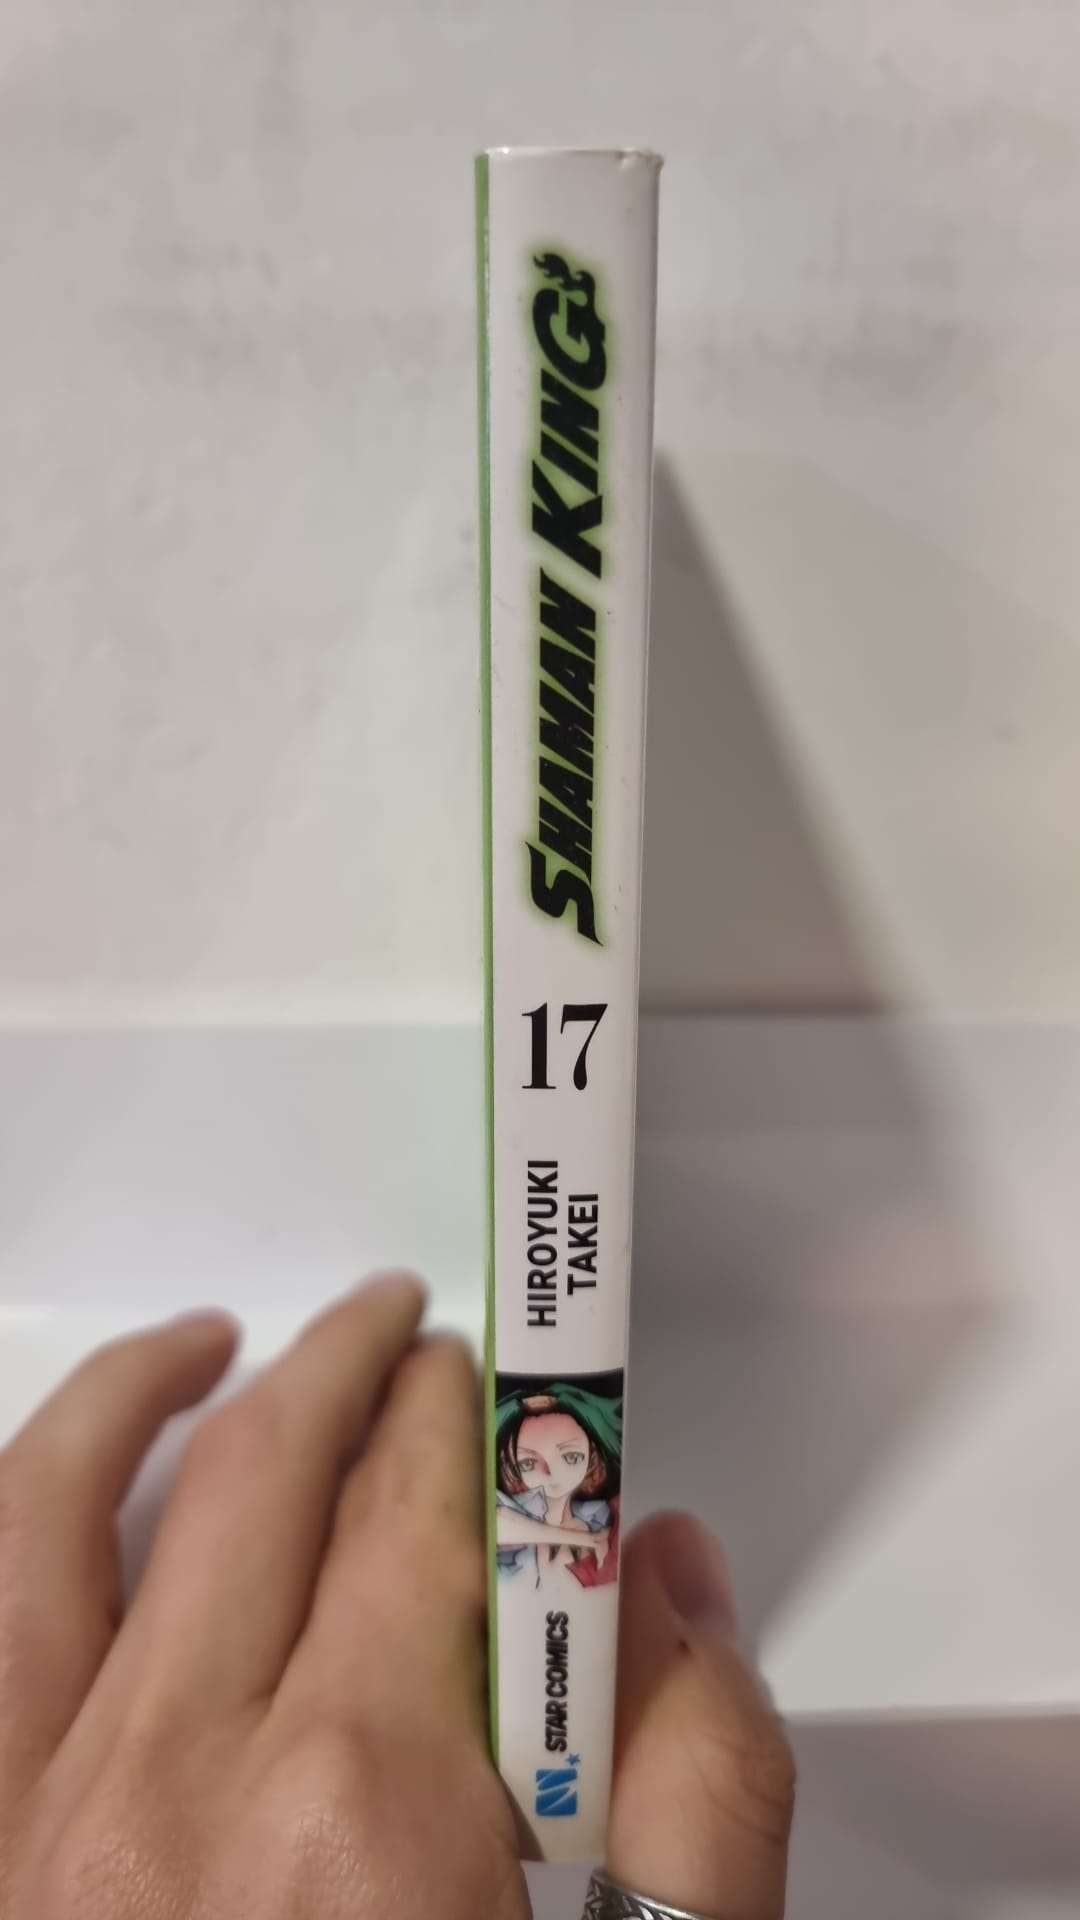 SHAMAN KING
17
HIROYUKI
TAKEI
STAR COMICS